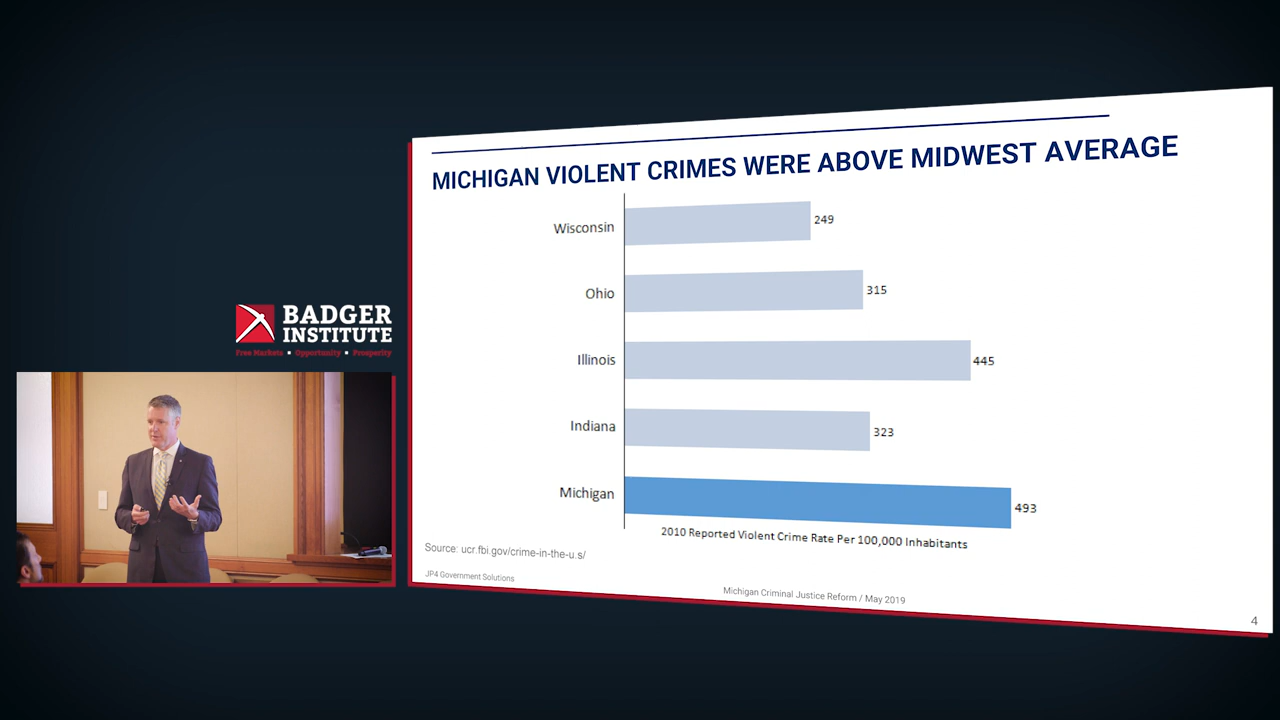 BADGER
INSTITUTE
Free Markets ▪ Opportunity ▪ Prosperity
MICHIGAN VIOLENT CRIMES WERE ABOVE MIDWEST AVERAGE
Wisconsin 249
Ohio 315
Illinois 445
Indiana 323
Michigan 493
2010 Reported Violent Crime Rate Per 100,000 Inhabitants
Source: ucr.fbi.gov/crime-in-the-u.s/
JP4 Government Solutions
Michigan Criminal Justice Reform / May 2019
4